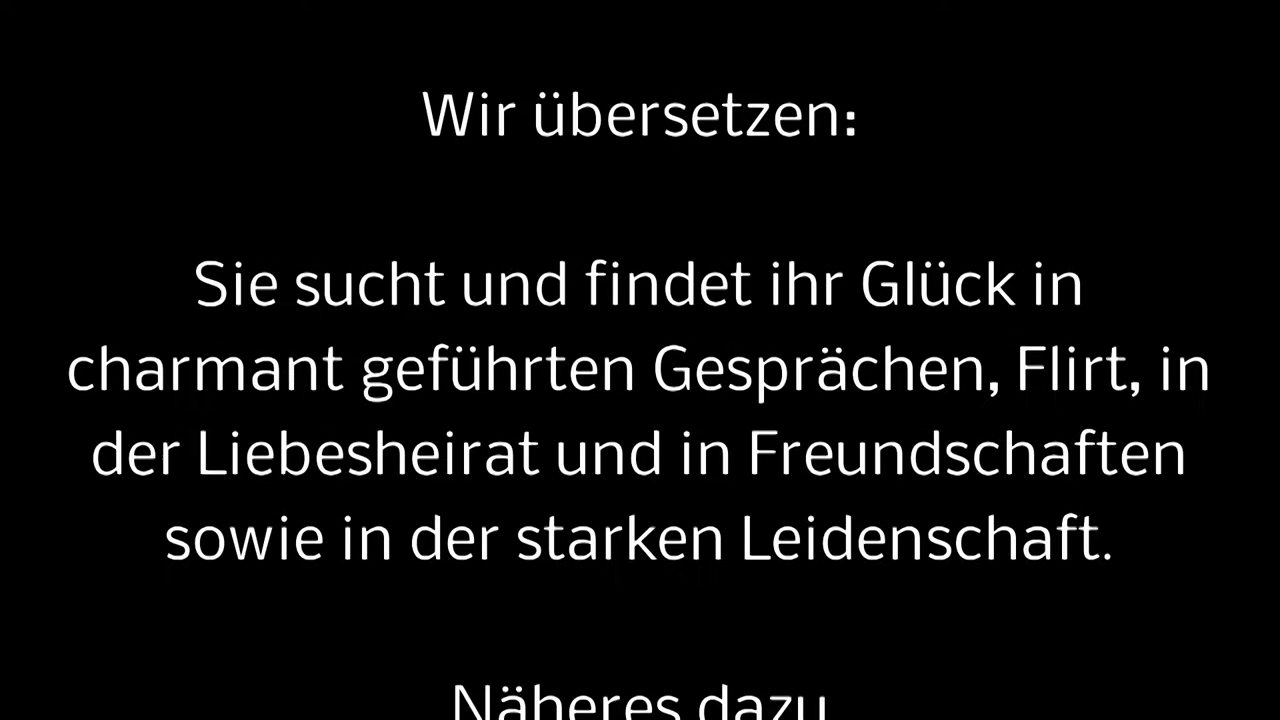 Wir übersetzen:
Sie sucht und findet ihr Glück in
charmant geführten Gesprächen, Flirt, in
der Liebesheirat und in Freundschaften
sowie in der starken Leidenschaft.
Näheres dazu